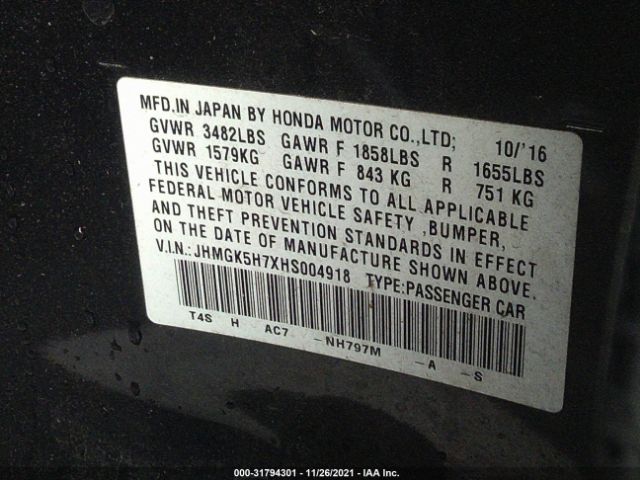 MFD.IN JAPAN BY HONDA MOTOR CO.,LTD; 10/'16
GVWR 3482LBS GAWR F 1858LBS R 1655LBS
GVWR 1579KG GAWR F 843 KG R 751 KG
THIS VEHICLE CONFORMS TO ALL APPLICABLE
FEDERAL MOTOR VEHICLE SAFETY ,BUMPER,
AND THEFT PREVENTION STANDARDS IN EFFECT
ON THE DATE OF MANUFACTURE SHOWN ABOVE.
V.I.N.: JHMGK5H7XHS004918 TYPE:PASSENGER CAR
T4S H AC7 -NH797M -A -S
000-31794301 - 11/26/2021 - IAA Inc.